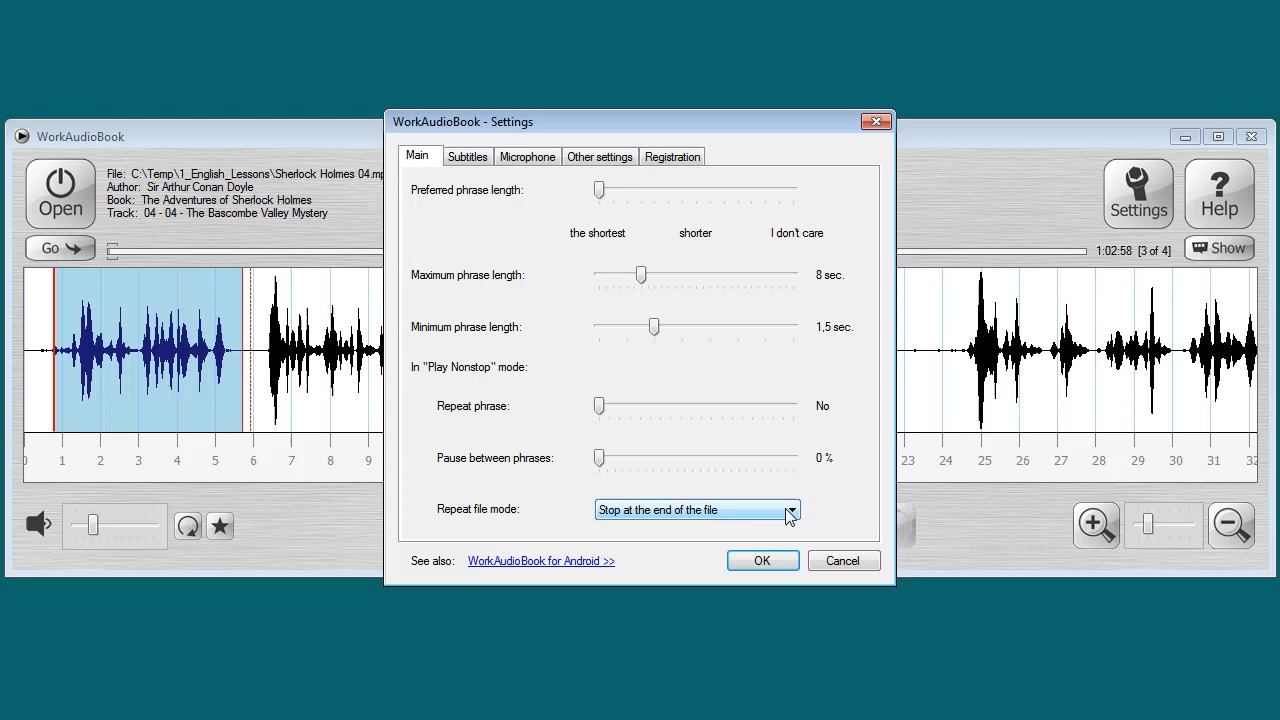 WorkAudioBook
Open
File: C:\Temp\1_English_Lessons\Sherlock Holmes 04.mp
Author: Sir Arthur Conan Doyle
Book: The Adventures of Sherlock Holmes
Track: 04 - 04 - The Bascombe Valley Mystery
Go
1 2 3 4 5 6 7 8 9
WorkAudioBook - Settings
Main Subtitles Microphone Other settings Registration
Preferred phrase length:
the shortest shorter I don't care
Maximum phrase length: 8 sec.
Minimum phrase length: 1,5 sec.
In "Play Nonstop" mode:
Repeat phrase: No
Pause between phrases: 0 %
Repeat file mode: Stop at the end of the file
See also: WorkAudioBook for Android >>
OK Cancel
Settings
?
Help
1:02:58 [3 of 4] Show
23 24 25 26 27 28 29 30 31 32